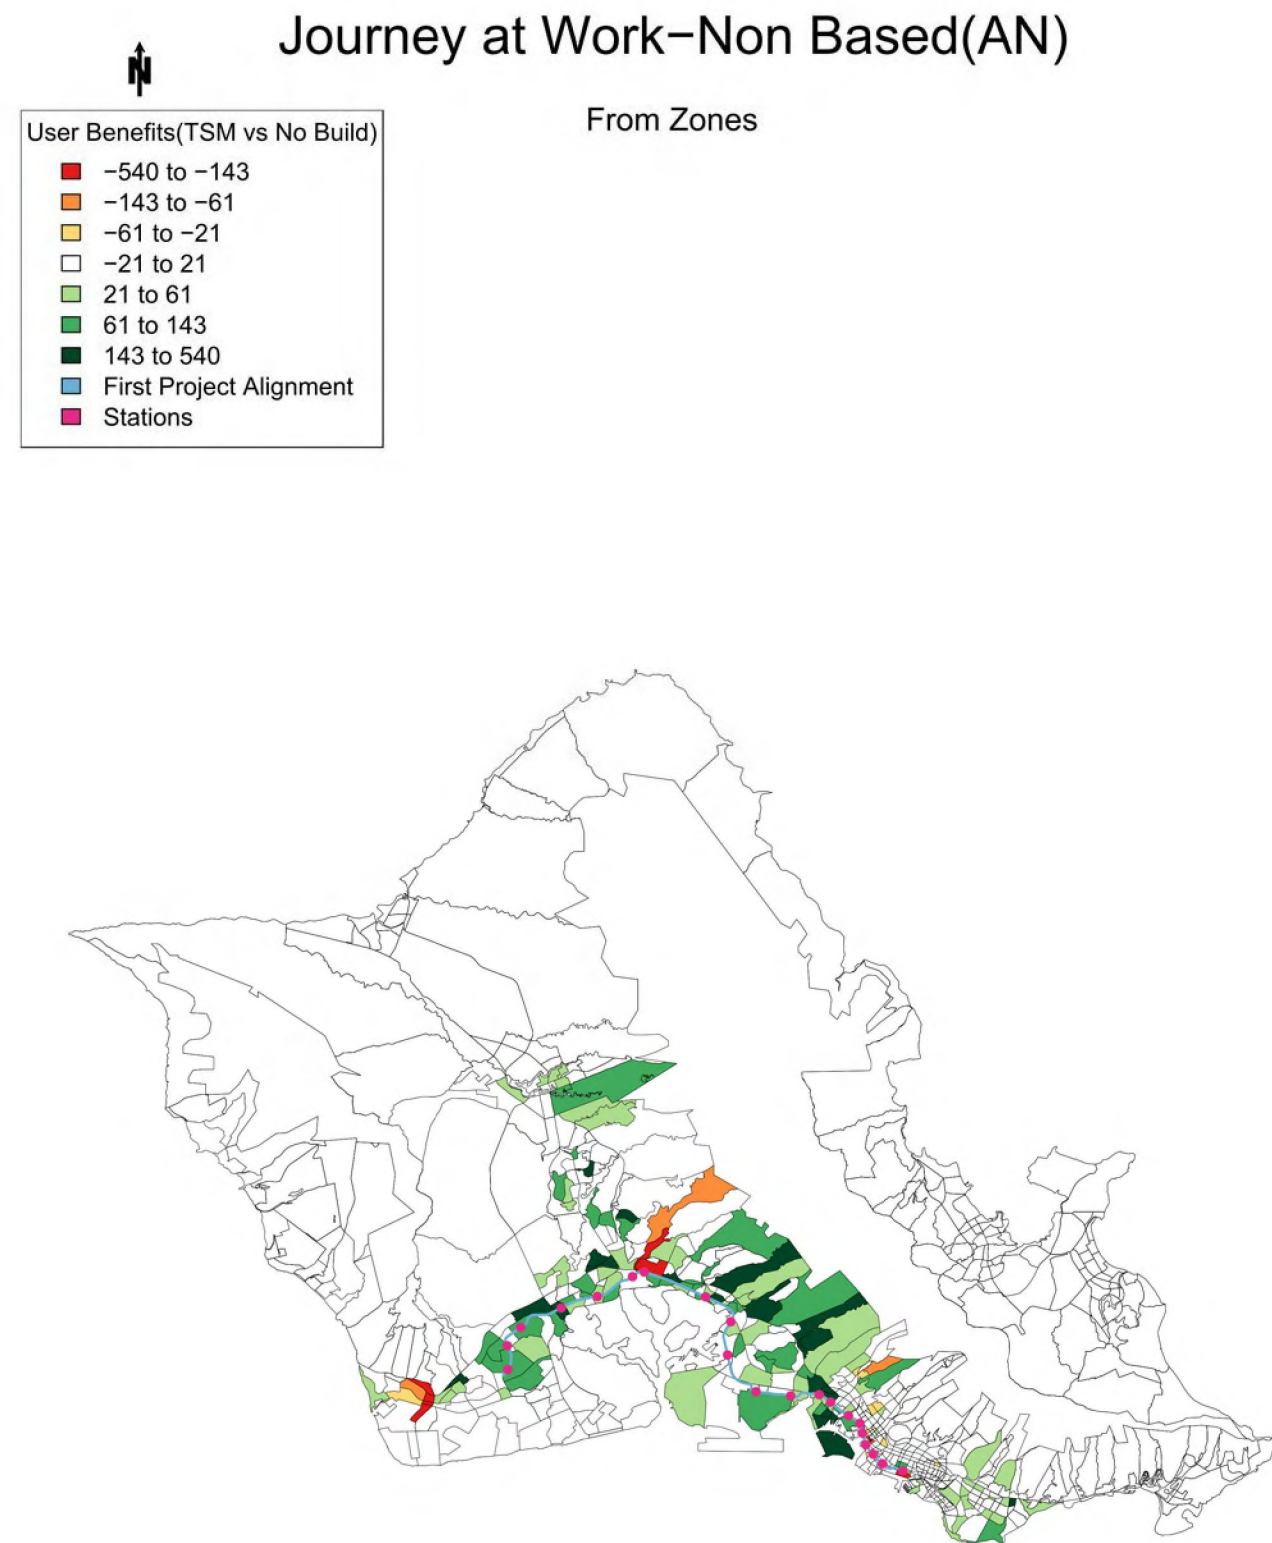 Journey at Work−Non Based(AN)
N
From Zones
User Benefits(TSM vs No Build)
−540 to −143
−143 to −61
−61 to −21
−21 to 21
21 to 61
61 to 143
143 to 540
First Project Alignment
Stations